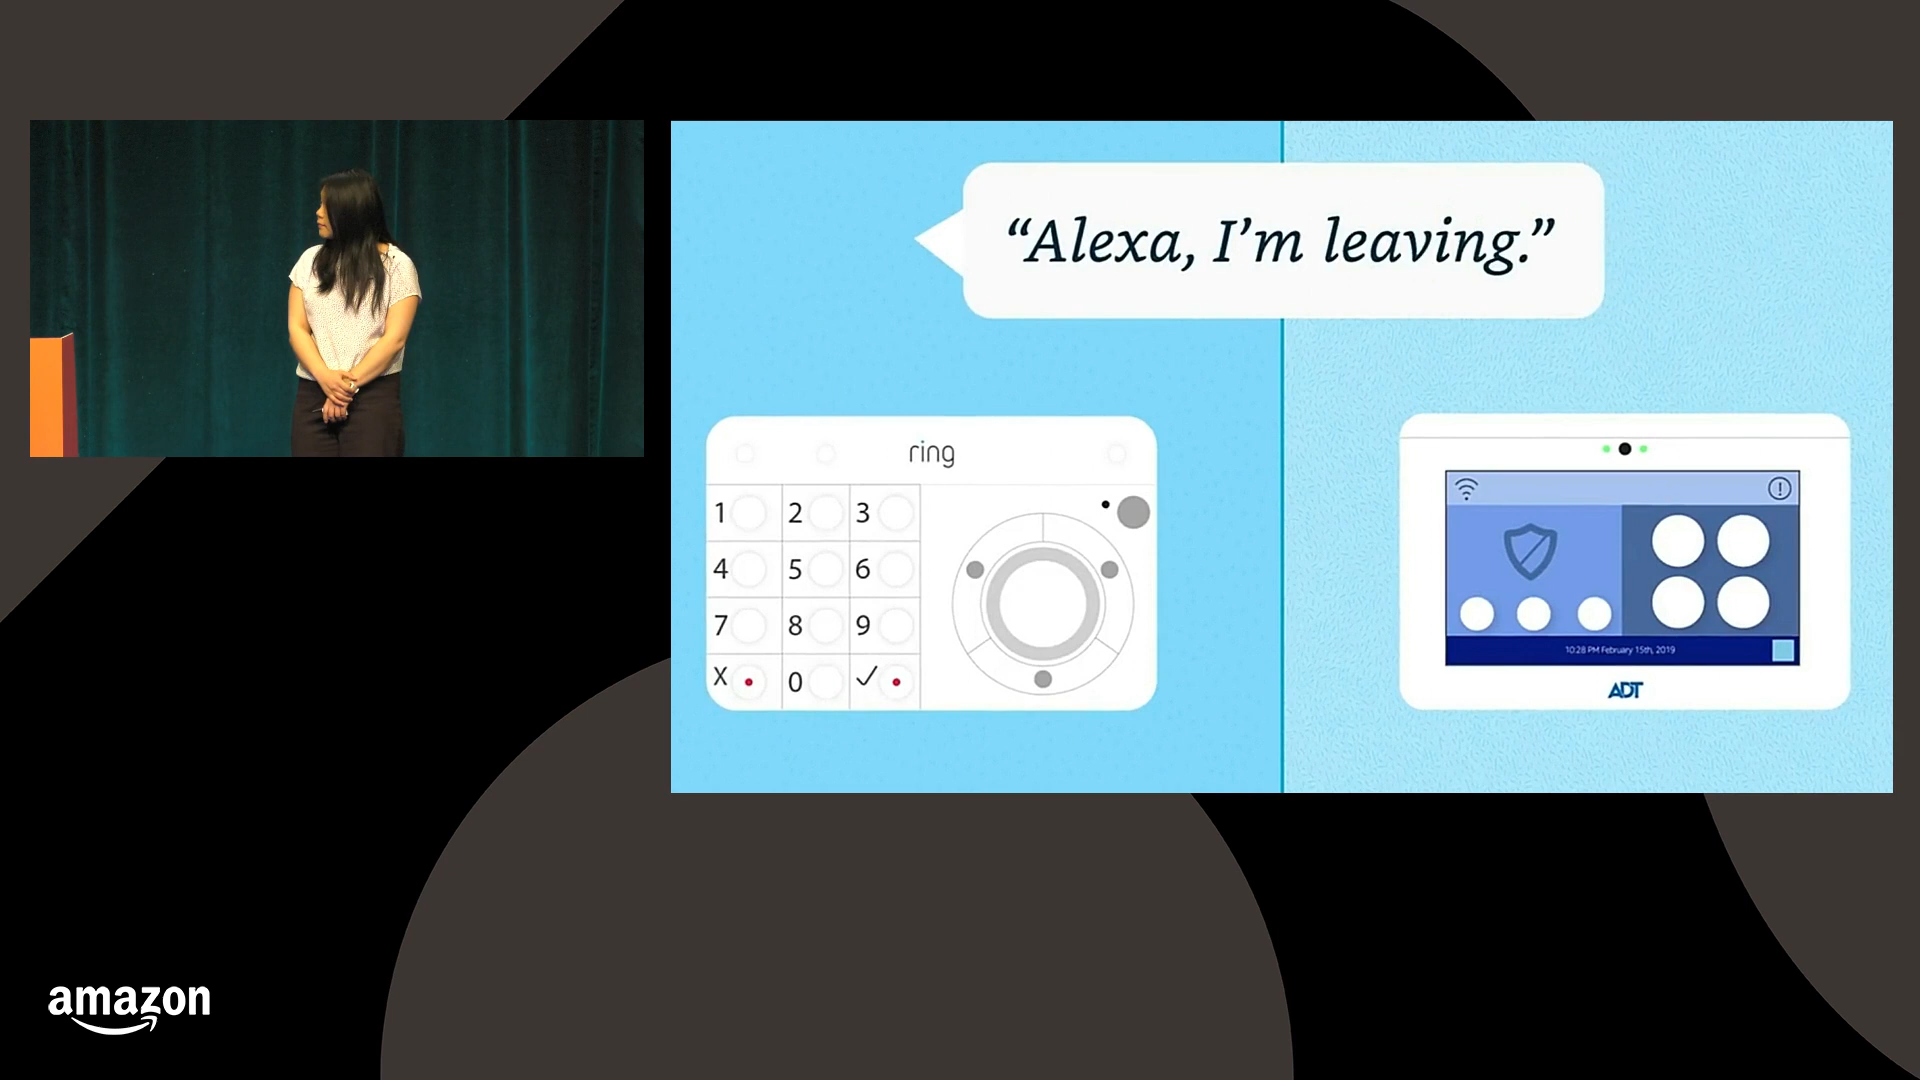 “Alexa, I’m leaving.”
ring
1 2 3
4 5 6
7 8 9
X 0 ✓
10:28 PM February 15th, 2019
ADT
amazon